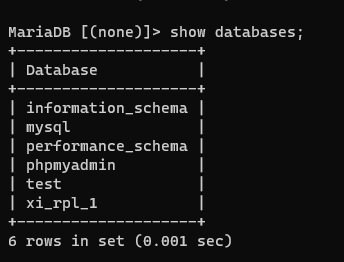 MariaDB [(none)]> show databases;
+--------------------+
| Database           |
+--------------------+
| information_schema |
| mysql              |
| performance_schema |
| phpmyadmin         |
| test               |
| xi_rpl_1           |
+--------------------+
6 rows in set (0.001 sec)